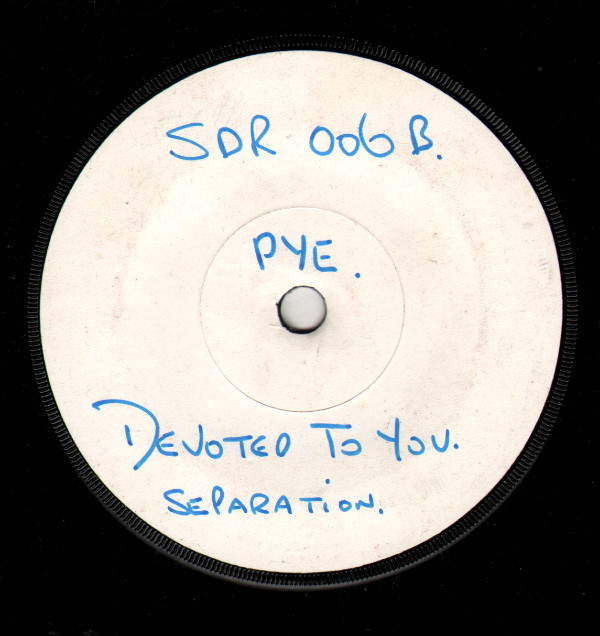 SDR 006 B.
PYE.
DEVOTED TO YOU.
SEPARATION.